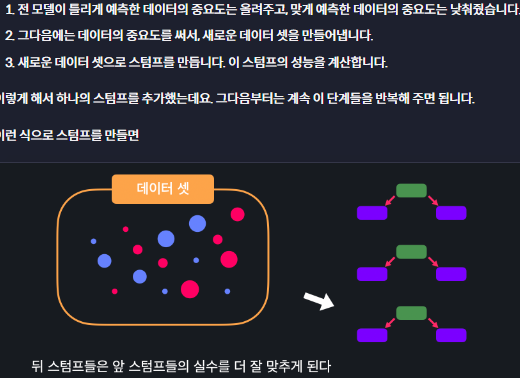 1. 전 모델이 틀리게 예측한 데이터의 중요도는 올려주고, 맞게 예측한 데이터의 중요도는 낮춰줬습니다.
2. 그다음에는 데이터의 중요도를 써서, 새로운 데이터 셋을 만들어냅니다.
3. 새로운 데이터 셋으로 스텀프를 만듭니다. 이 스텀프의 성능을 계산합니다.
이렇게 해서 하나의 스텀프를 추가했는데요. 그다음부터는 계속 이 단계들을 반복해 주면 됩니다.
이런 식으로 스텀프를 만들면
데이터 셋
뒤 스텀프들은 앞 스텀프들의 실수를 더 잘 맞추게 된다